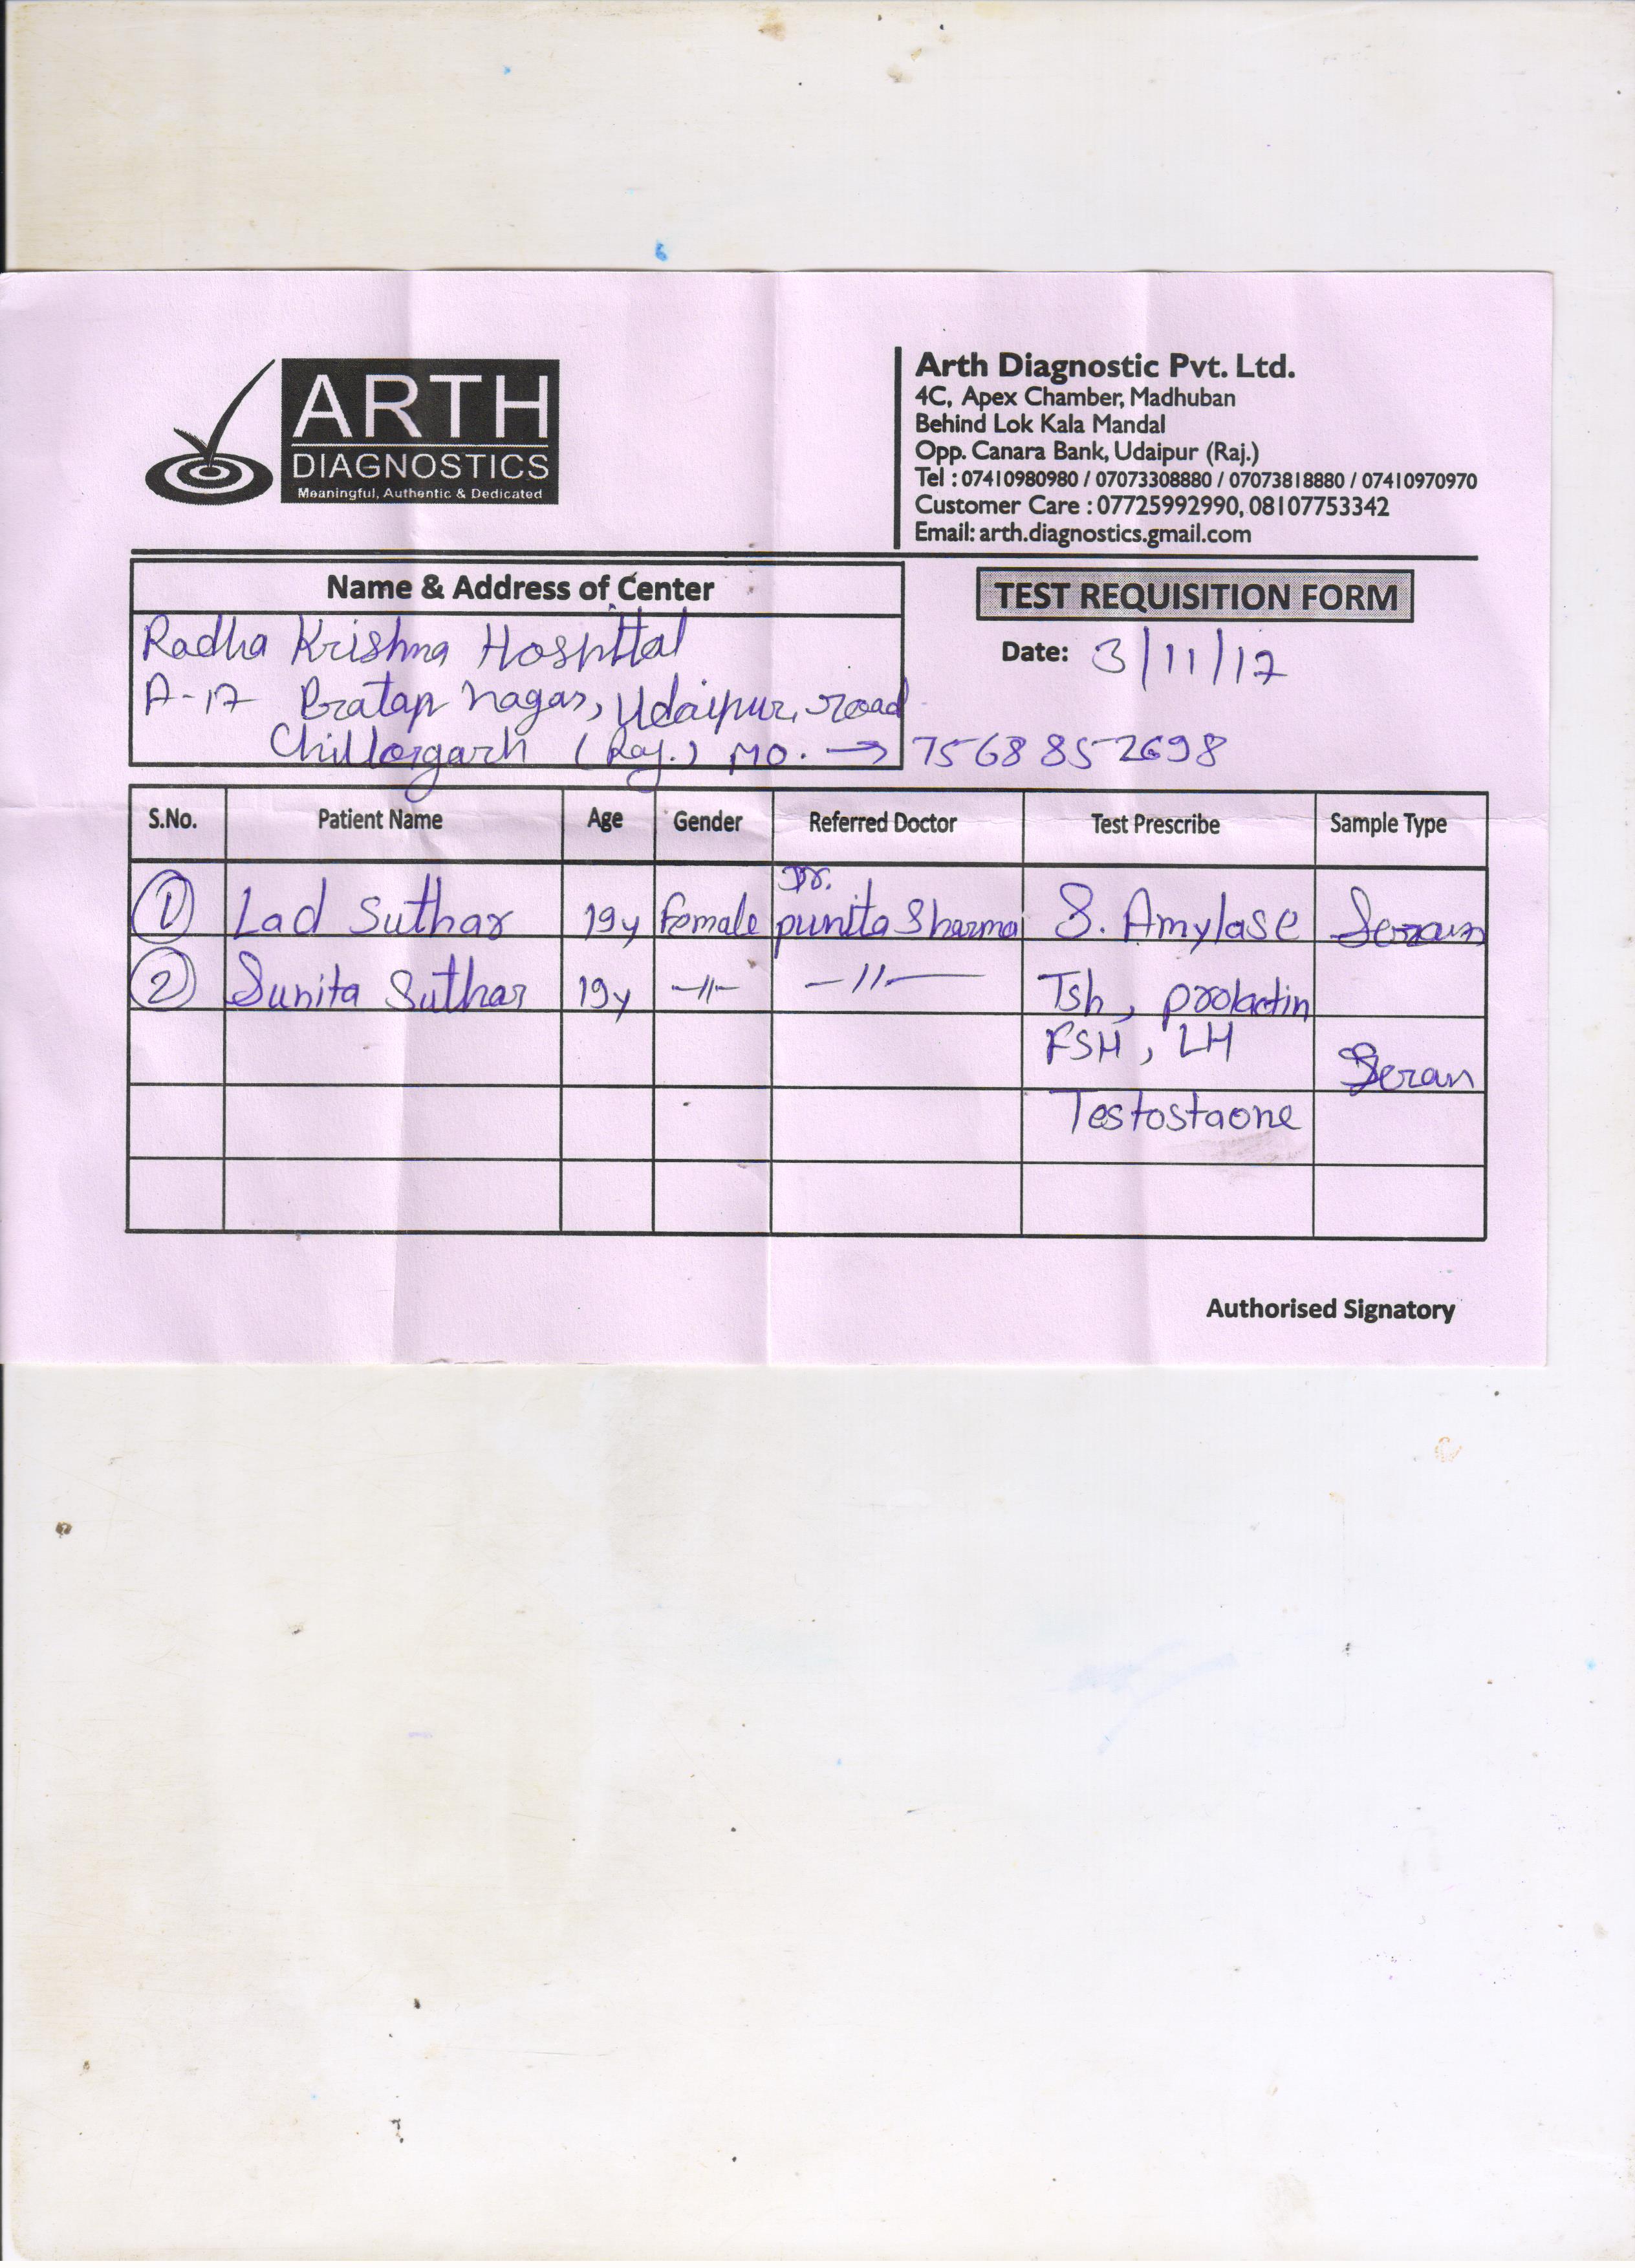 ARTH
DIAGNOSTICS
Meaningful, Authentic & Dedicated
Arth Diagnostic Pvt. Ltd.
4C, Apex Chamber, Madhuban
Behind Lok Kala Mandal
Opp. Canara Bank, Udaipur (Raj.)
Tel : 07410980980 / 07073308880 / 07073818880 / 07410970970
Customer Care : 07725992990, 08107753342
Email: arth.diagnostics.gmail.com
Name & Address of Center
TEST REQUISITION FORM
Radha Krishna Hospital
Date: 3/11/17
A-17 Pratap nagar, Udaipur, road
Chittorgarh (Raj.) MO. → 7568852698
S.No. Patient Name Age Gender Referred Doctor Test Prescribe Sample Type
1 Lad Suthar 19y Female Dr. punita Sharma S. Amylase Serum
2 Sunita Suthar 19y -//- -//- Tsh, prolactin
FSH, LH Seran
Testostaone
Authorised Signatory